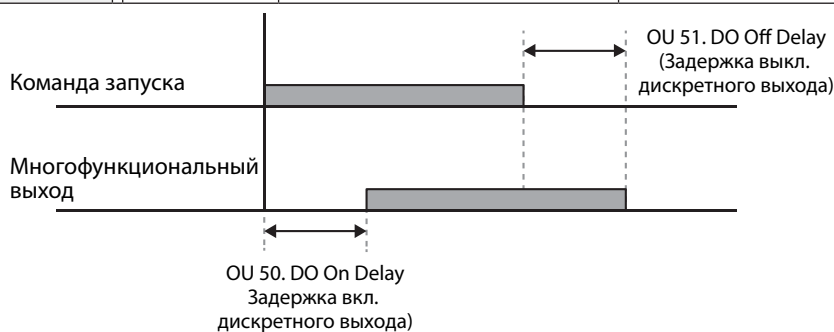 OU 51. DO Off Delay
(Задержка выкл.
дискретного выхода)
Команда запуска
Многофункциональный
выход
OU 50. DO On Delay
Задержка вкл.
дискретного выхода)